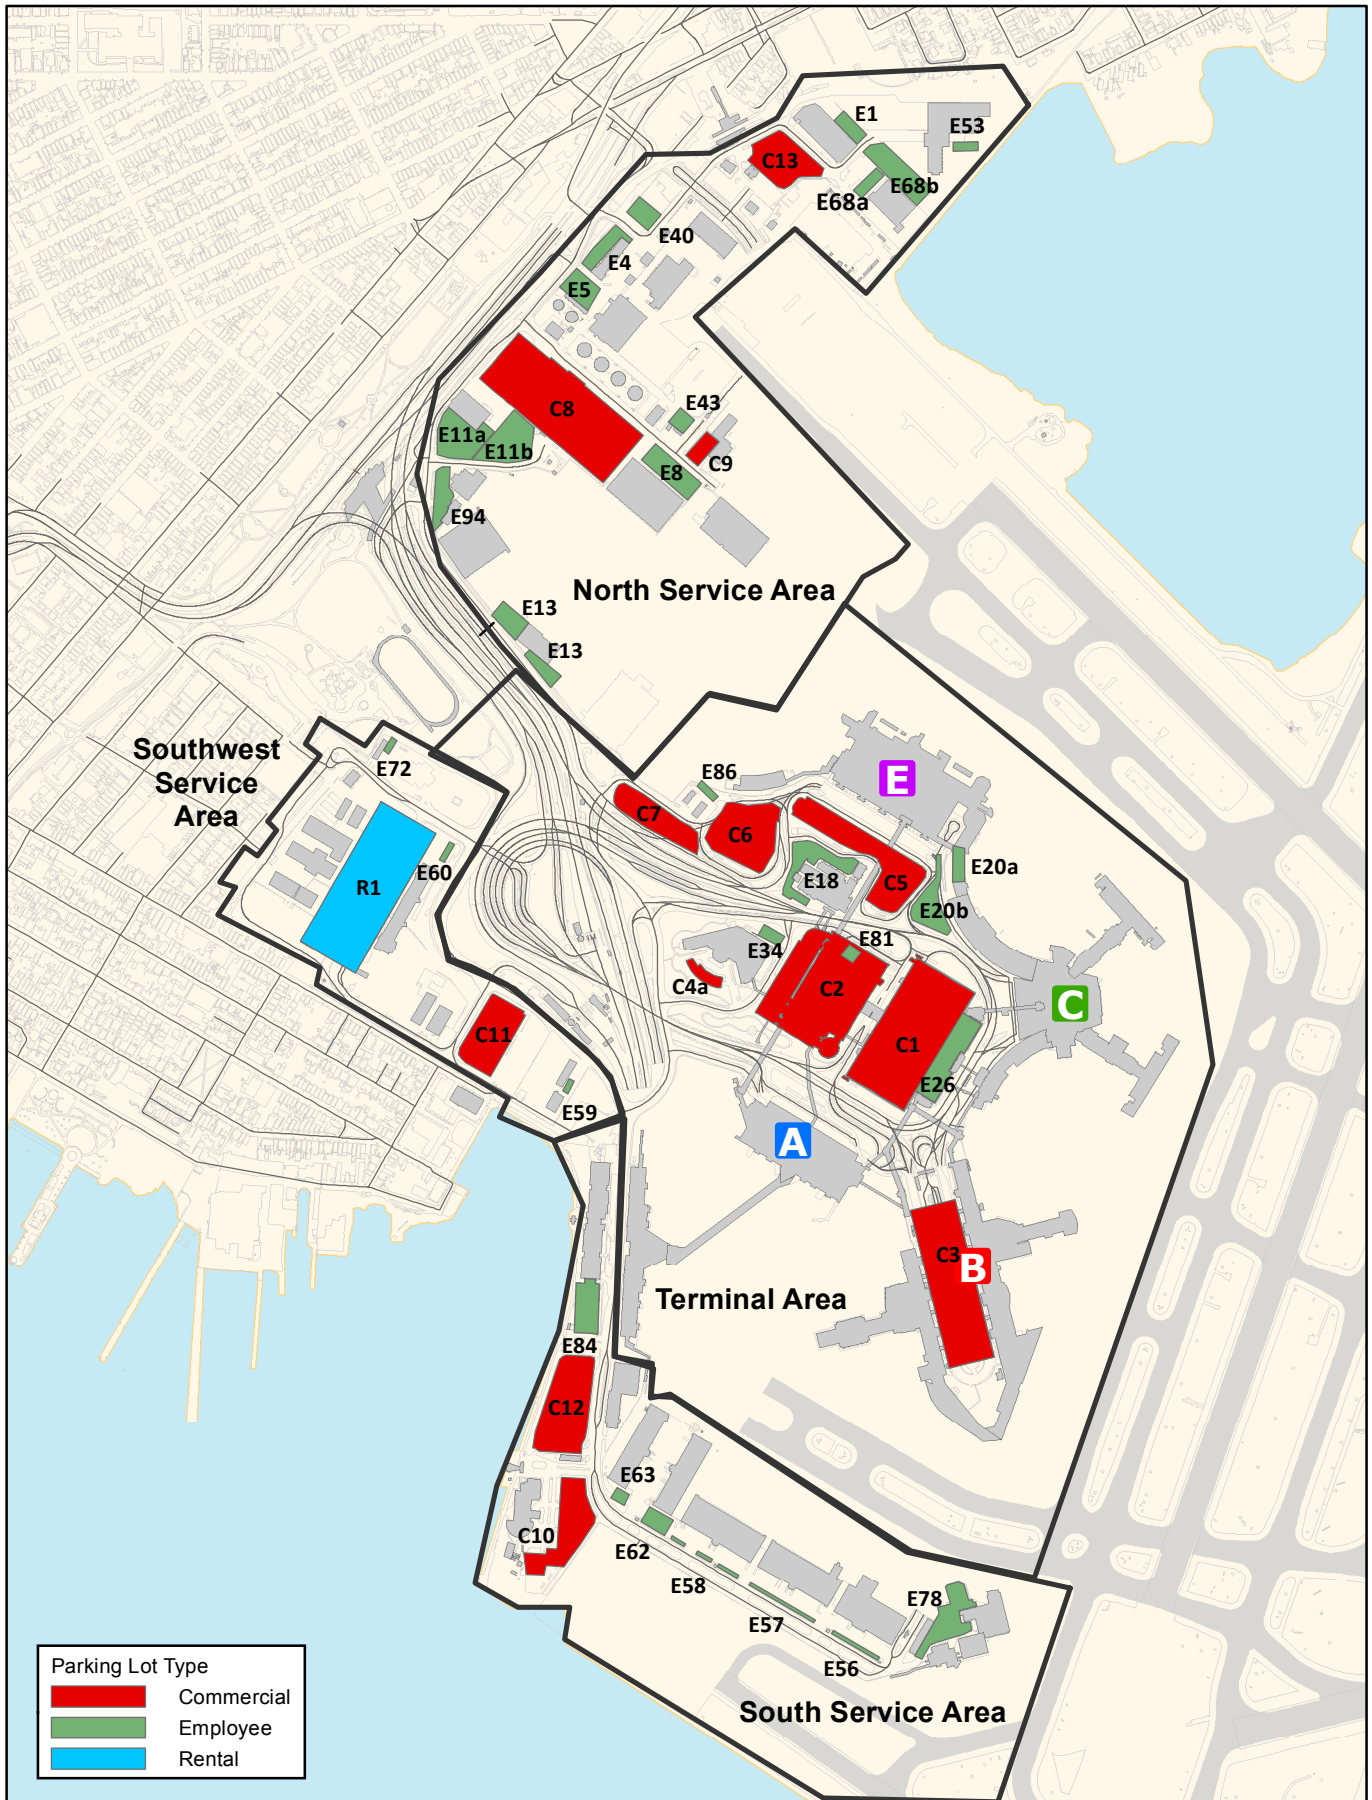 E1
E53
C13
E68b
E68a
E40
E4
E5
C8
E43
E11a
E11b
C9
E8
E94
North Service Area
E13
E13
Southwest
Service
Area
E72
E86
E
C7
C6
E60
R1
E18
C5
E20a
E20b
E81
E34
C4a
C2
C
C11
C1
E26
E59
A
C3
B
Terminal Area
E84
C12
E63
C10
E62
E58
E78
E57
E56
South Service Area
Parking Lot Type
Commercial
Employee
Rental